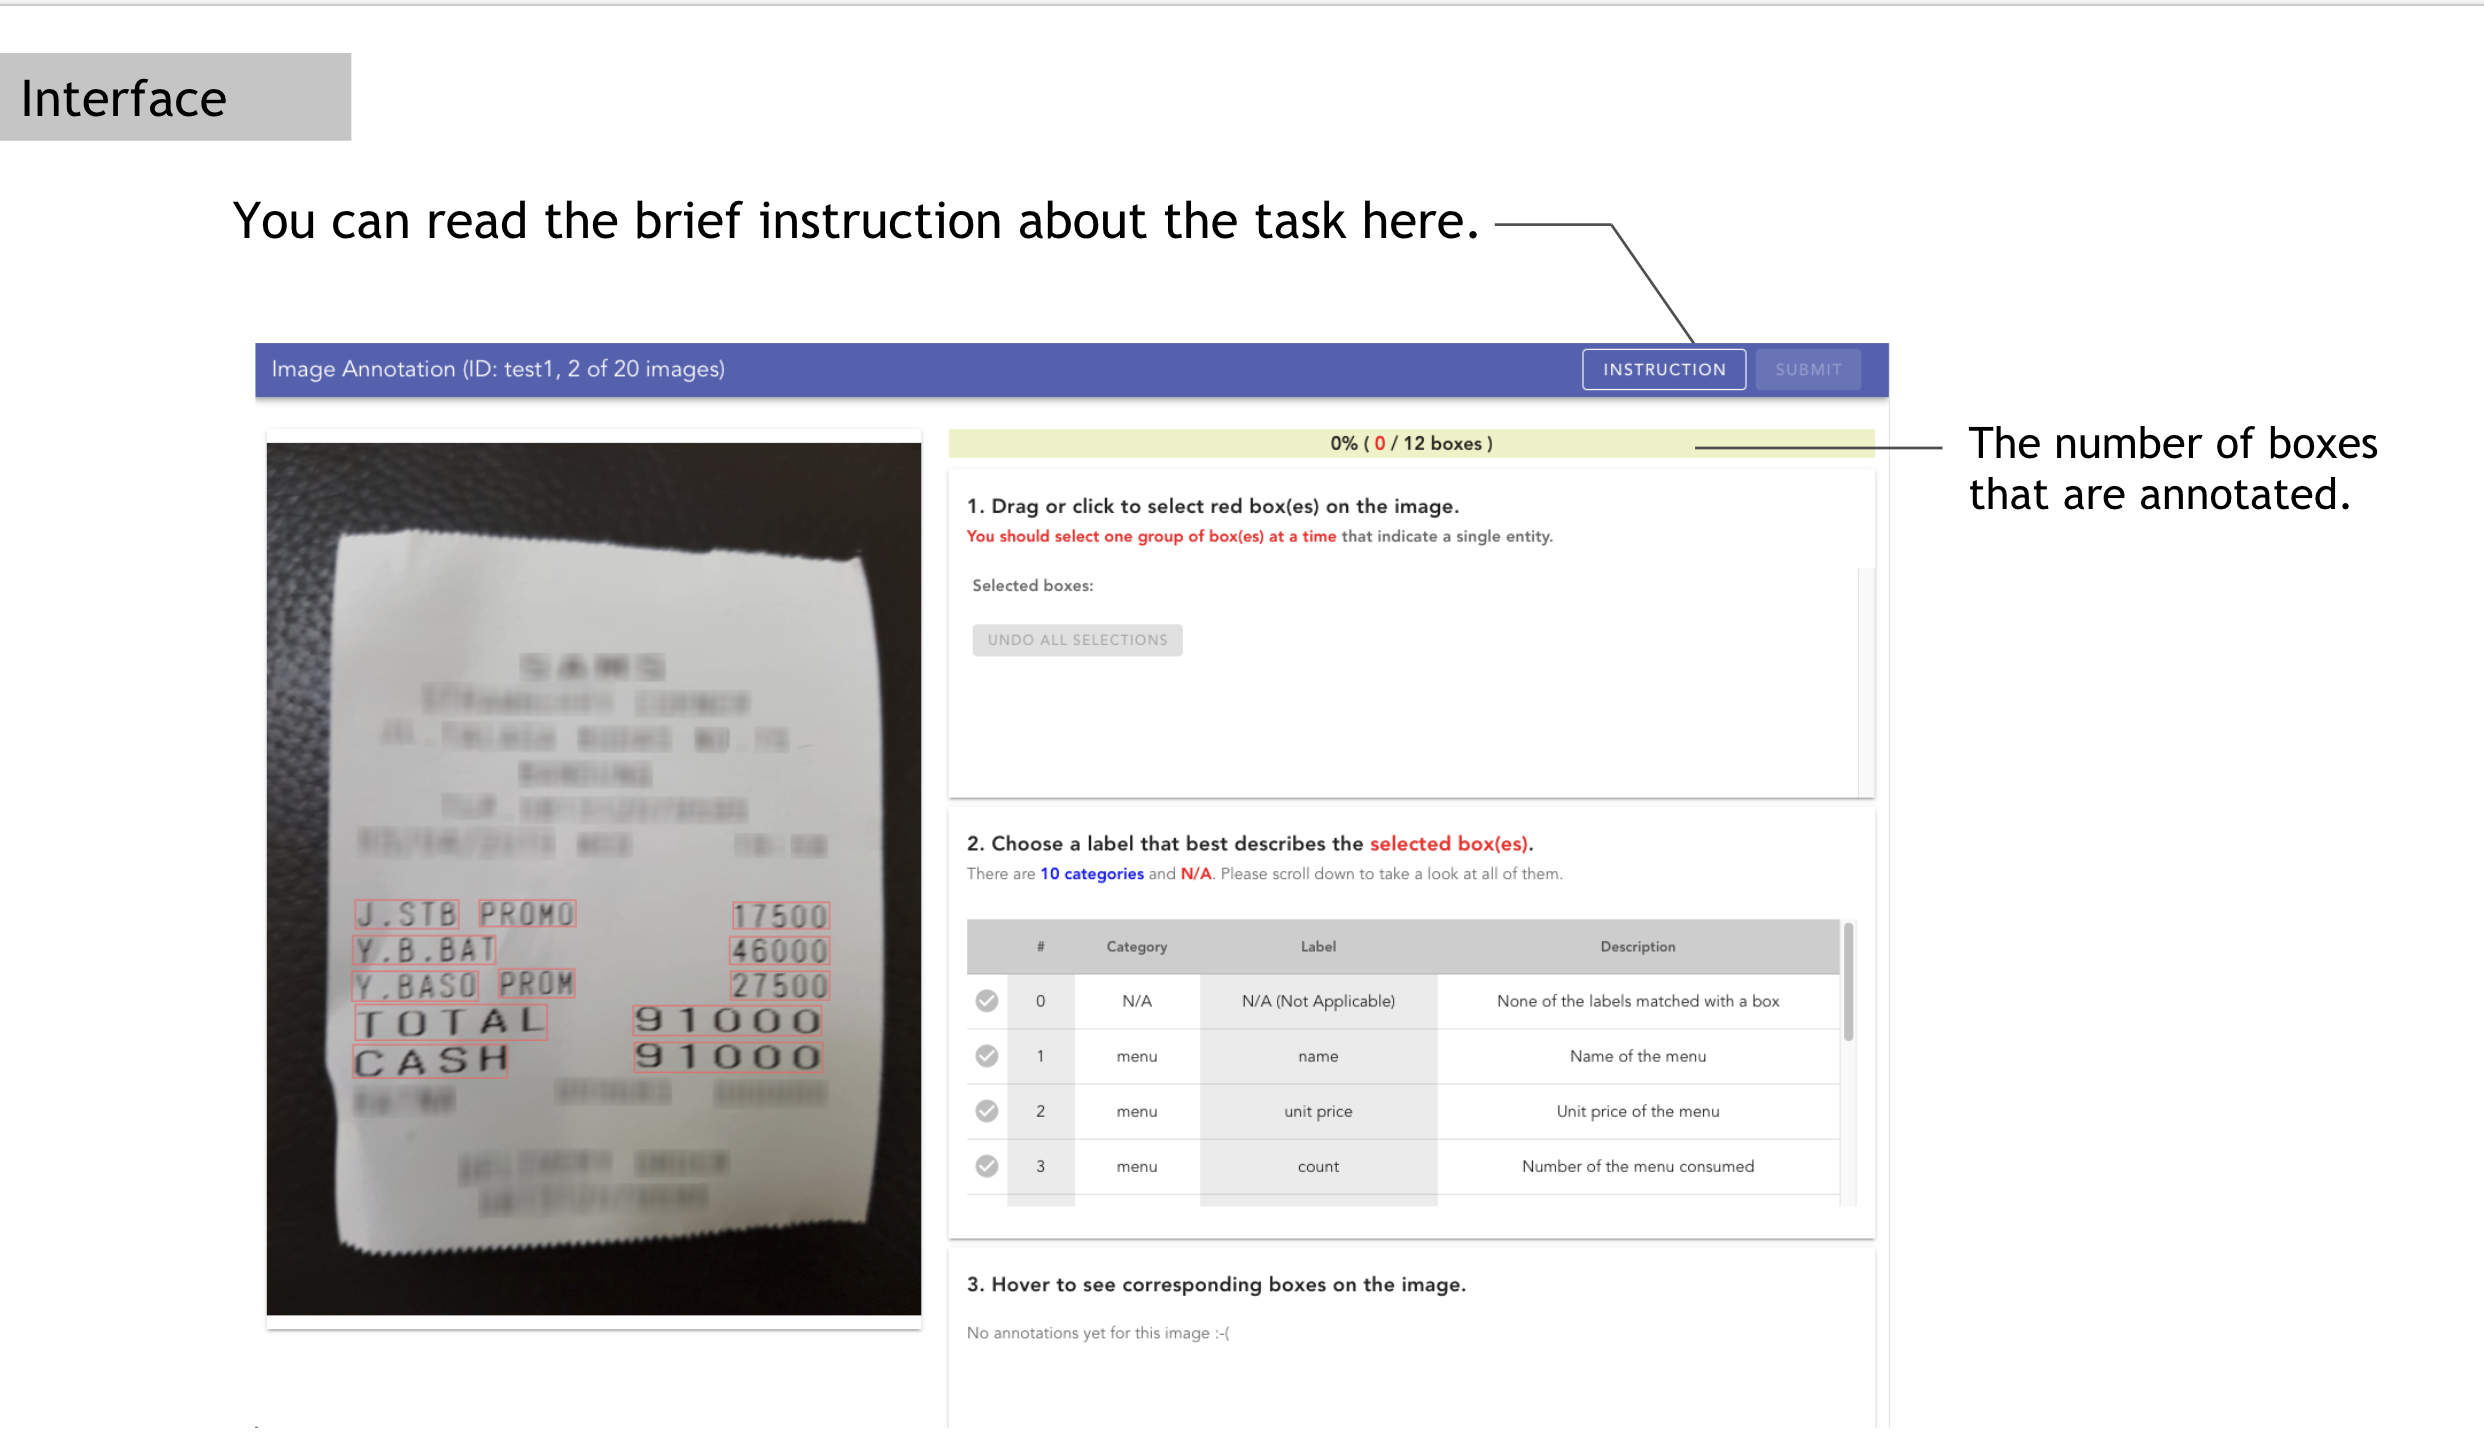 Interface
You can read the brief instruction about the task here.
Image Annotation (ID: test1, 2 of 20 images)
INSTRUCTION
SUBMIT
0% ( 0 / 12 boxes )
The number of boxes
that are annotated.
1. Drag or click to select red box(es) on the image.
You should select one group of box(es) at a time that indicate a single entity.
Selected boxes:
UNDO ALL SELECTIONS
J.STB PROMO 17500
Y.B.BAT 46000
Y.BASO PROM 27500
TOTAL 91000
CASH 91000
2. Choose a label that best describes the selected box(es).
There are 10 categories and N/A. Please scroll down to take a look at all of them.
# Category Label Description
0 N/A N/A (Not Applicable) None of the labels matched with a box
1 menu name Name of the menu
2 menu unit price Unit price of the menu
3 menu count Number of the menu consumed
3. Hover to see corresponding boxes on the image.
No annotations yet for this image :-(